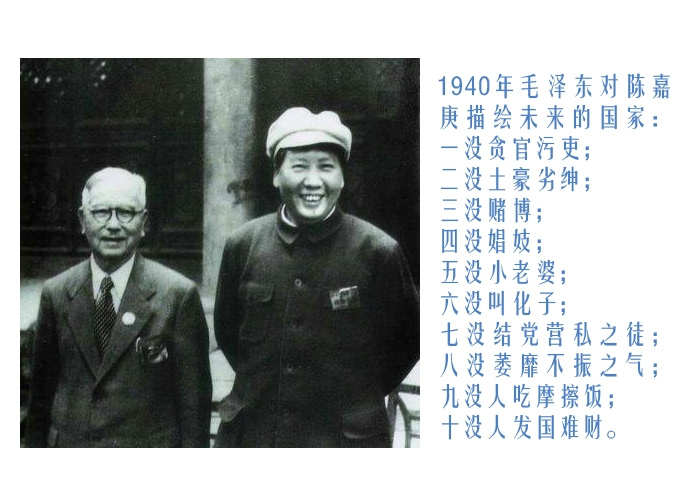 1940年毛泽东对陈嘉
庚描绘未来的国家：
一没贪官污吏；
二没土豪劣绅；
三没赌博；
四没娼妓；
五没小老婆；
六没叫化子；
七没结党营私之徒；
八没萎靡不振之气；
九没人吃摩擦饭；
十没人发国难财。